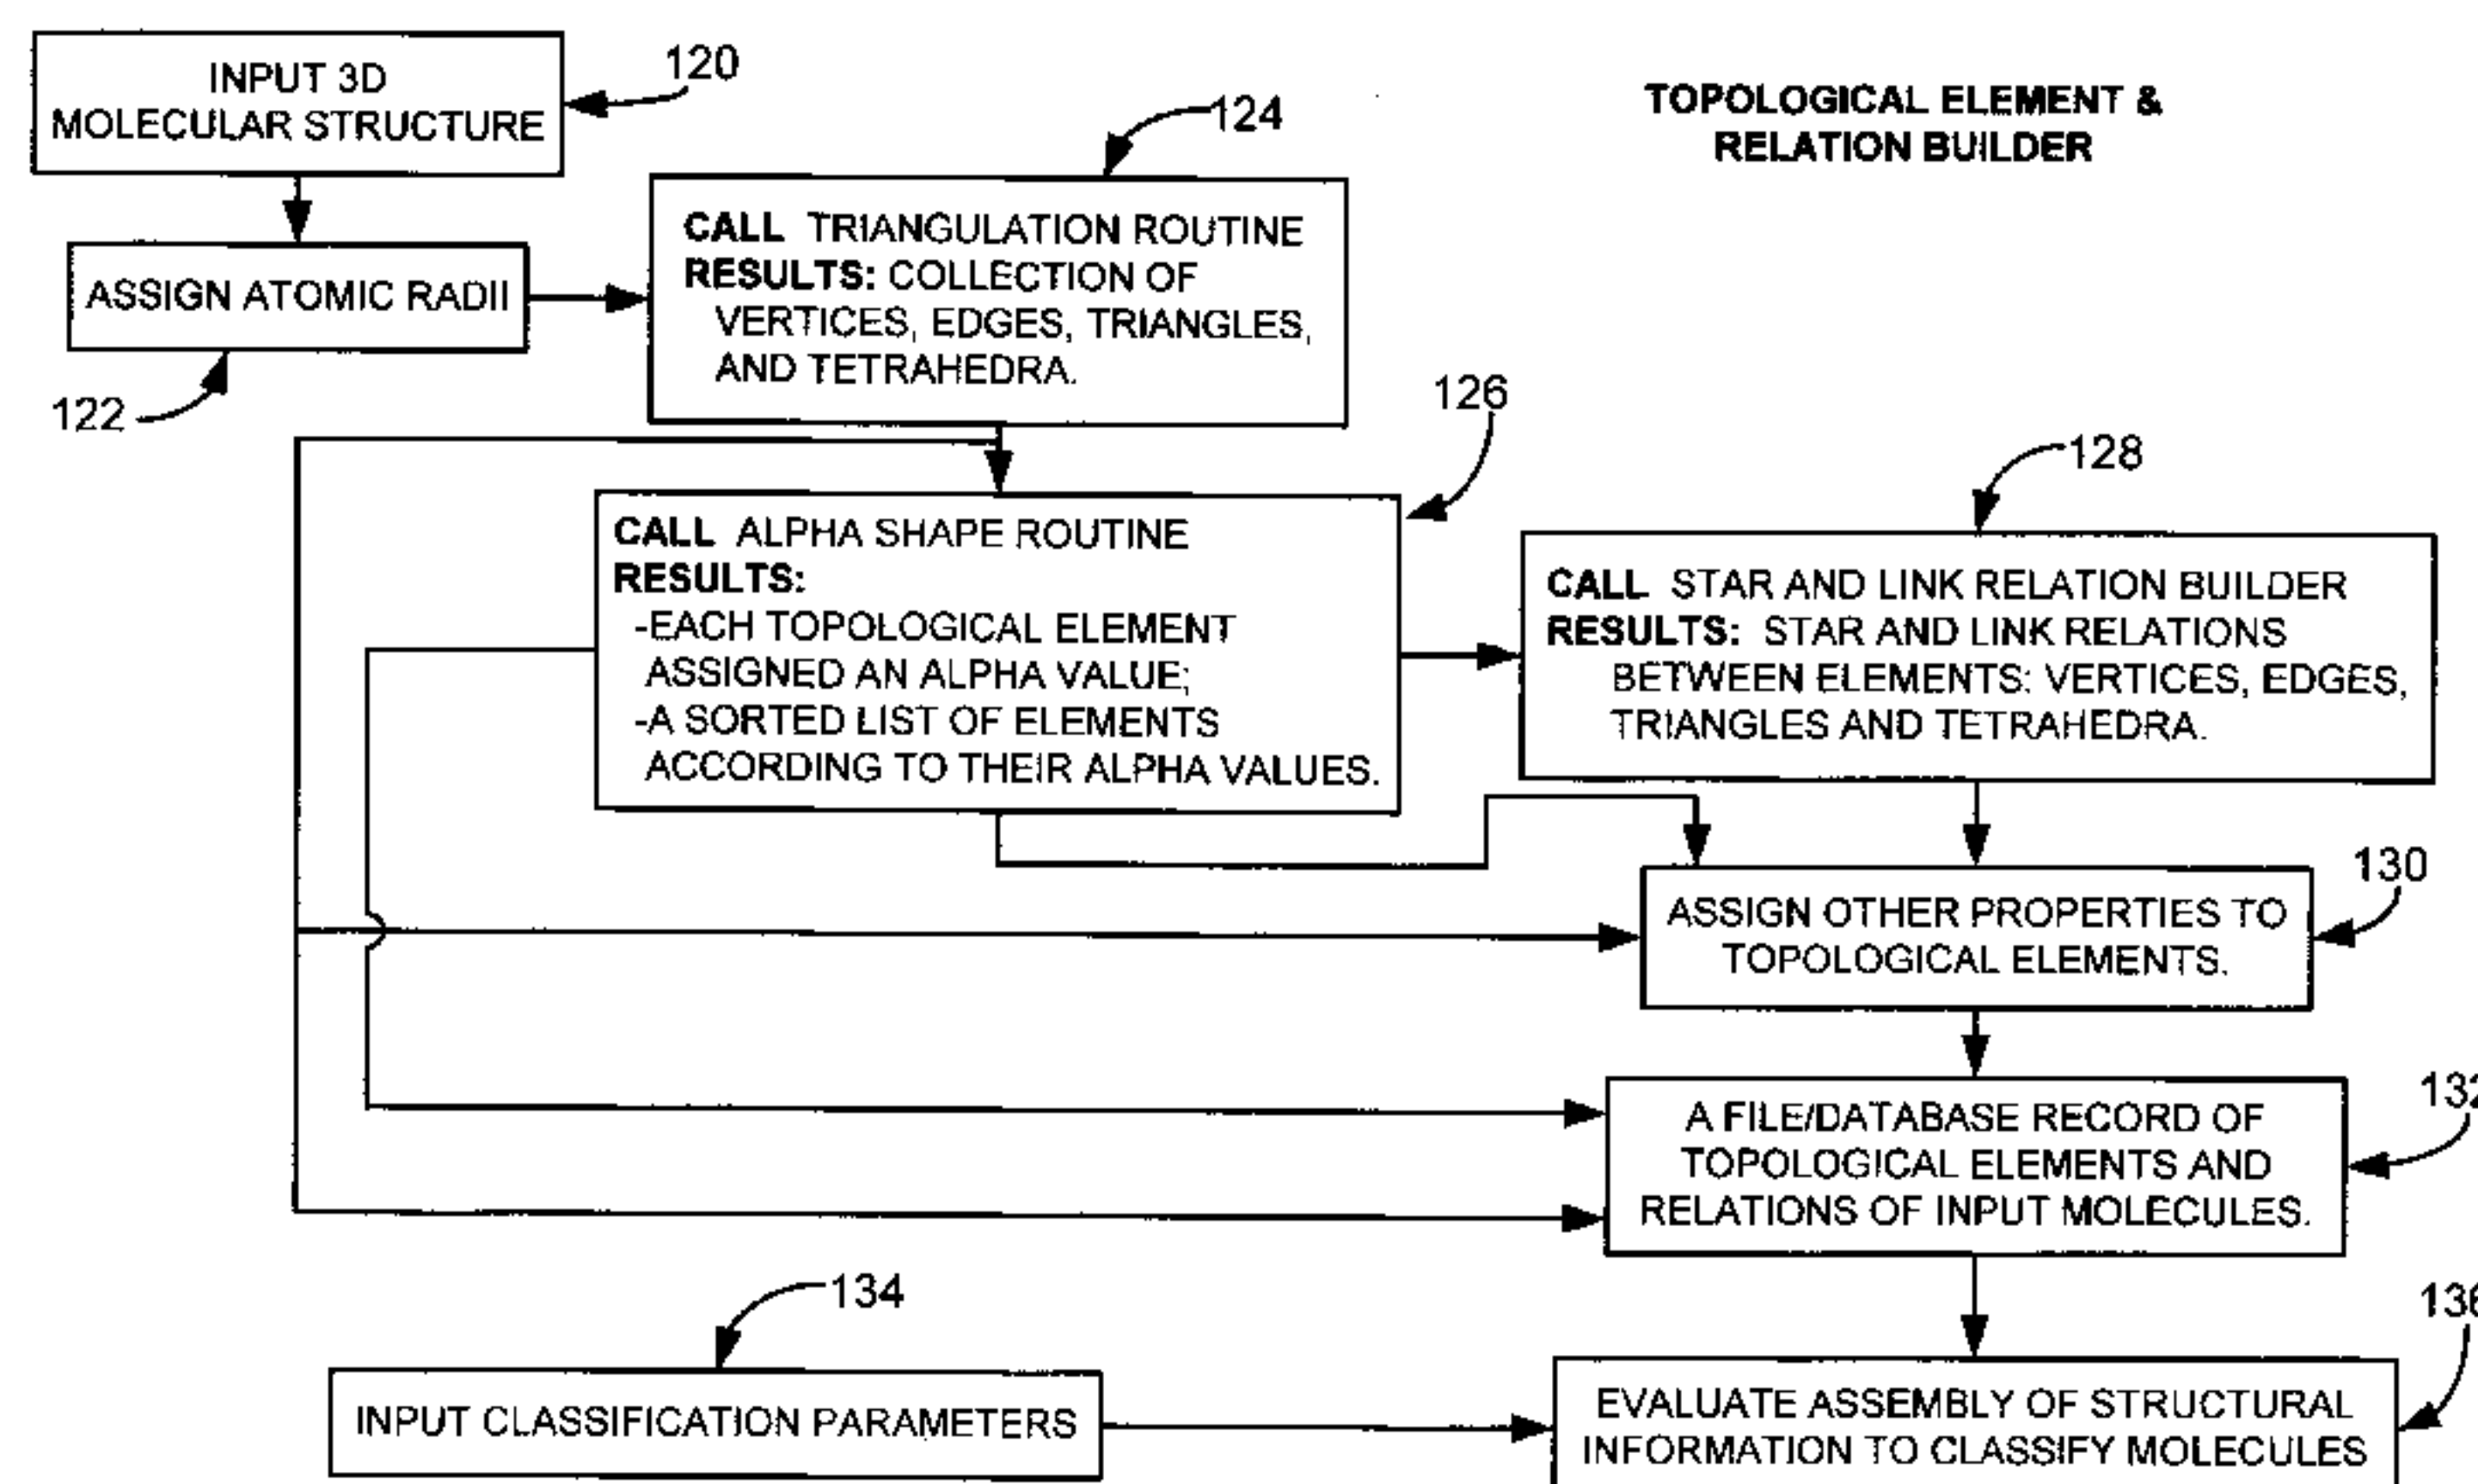 INPUT 3D
MOLECULAR STRUCTURE
120
TOPOLOGICAL ELEMENT &
RELATION BUILDER
124
ASSIGN ATOMIC RADII
122
CALL TRIANGULATION ROUTINE
RESULTS: COLLECTION OF
VERTICES, EDGES, TRIANGLES,
AND TETRAHEDRA.
126
CALL ALPHA SHAPE ROUTINE
RESULTS:
-EACH TOPOLOGICAL ELEMENT
ASSIGNED AN ALPHA VALUE;
-A SORTED LIST OF ELEMENTS
ACCORDING TO THEIR ALPHA VALUES.
128
CALL STAR AND LINK RELATION BUILDER
RESULTS: STAR AND LINK RELATIONS
BETWEEN ELEMENTS: VERTICES, EDGES,
TRIANGLES AND TETRAHEDRA.
130
ASSIGN OTHER PROPERTIES TO
TOPOLOGICAL ELEMENTS.
132
A FILE/DATABASE RECORD OF
TOPOLOGICAL ELEMENTS AND
RELATIONS OF INPUT MOLECULES.
134
INPUT CLASSIFICATION PARAMETERS
136
EVALUATE ASSEMBLY OF STRUCTURAL
INFORMATION TO CLASSIFY MOLECULES